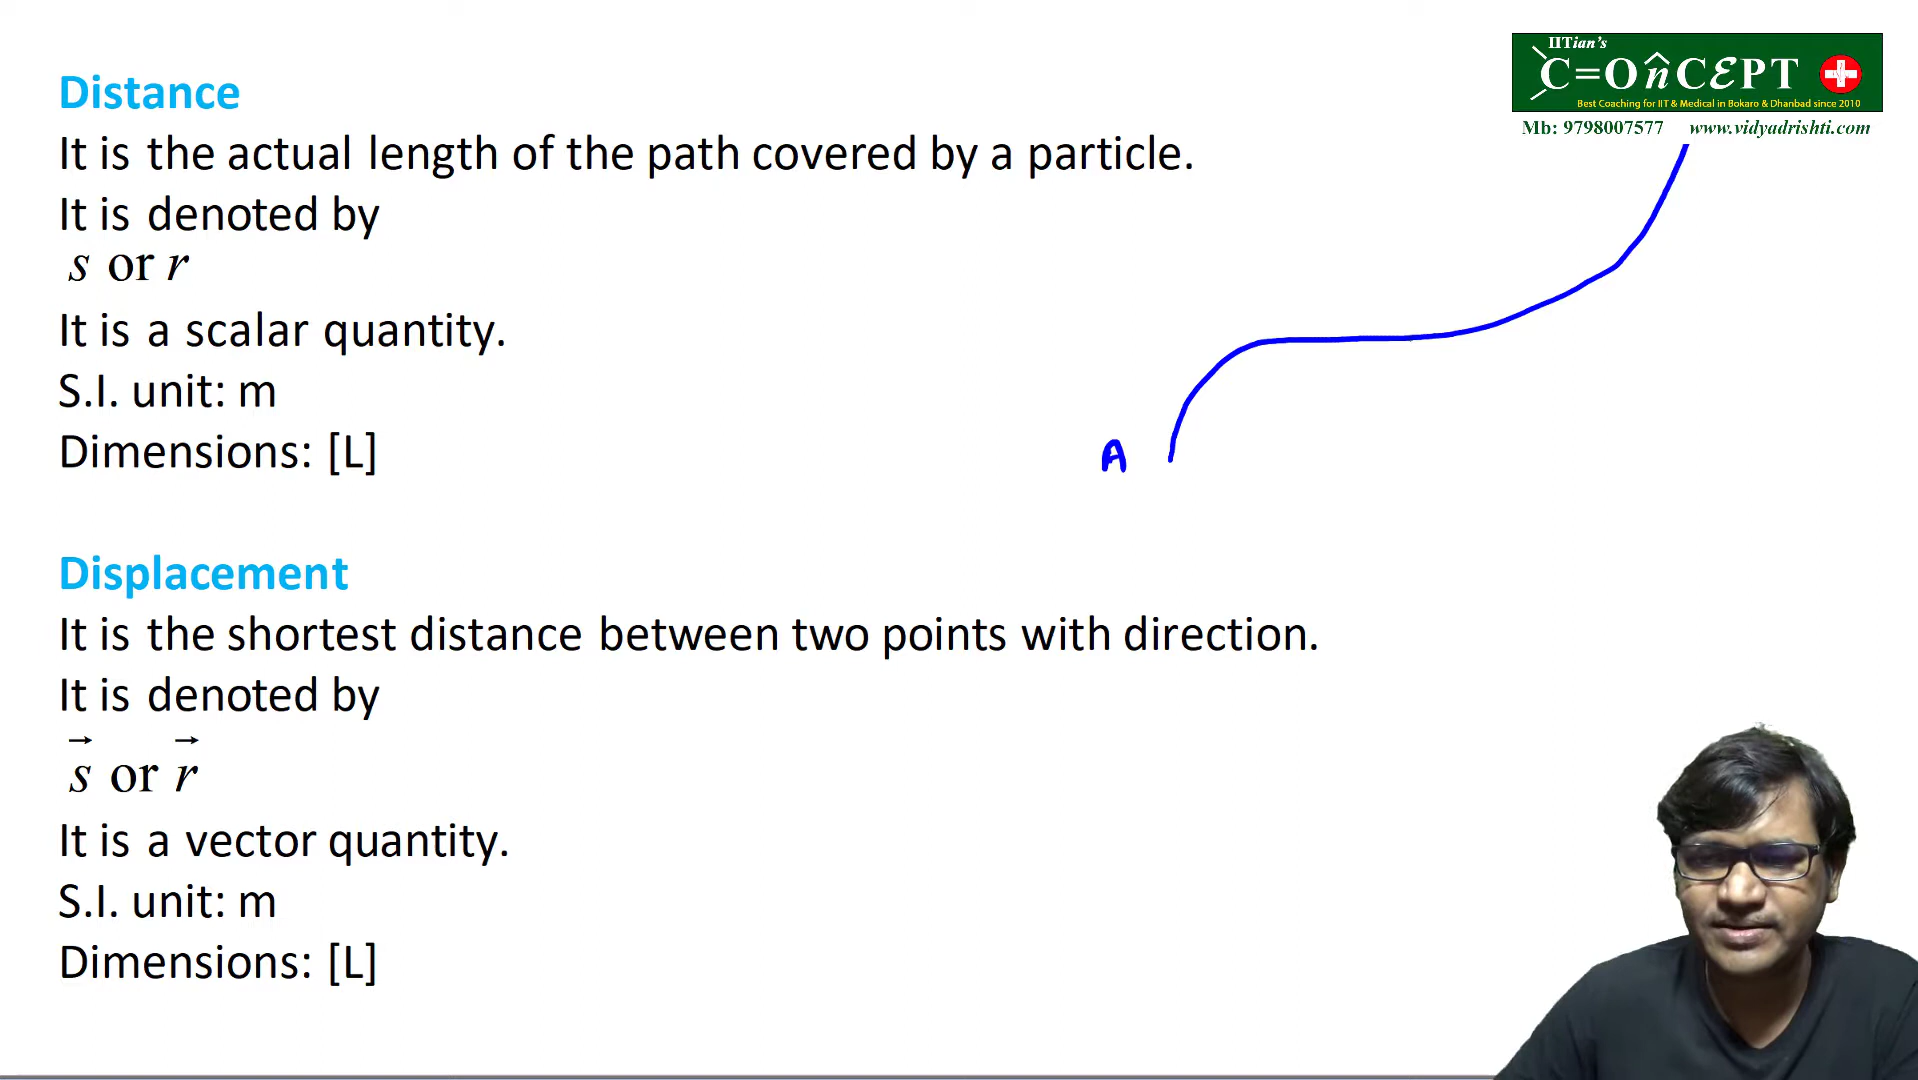 IITian's
C=On̂CƐPT
Best Coaching for IIT & Medical in Bokaro & Dhanbad since 2010
Mb: 9798007577 www.vidyadrishti.com
Distance
It is the actual length of the path covered by a particle.
It is denoted by
s or r
It is a scalar quantity.
S.I. unit: m
Dimensions: [L]
A
Displacement
It is the shortest distance between two points with direction.
It is denoted by
s⃗ or r⃗
It is a vector quantity.
S.I. unit: m
Dimensions: [L]